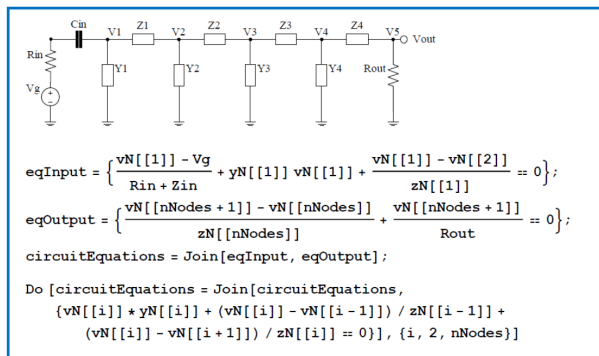 Cin V1 Z1 V2 Z2 V3 Z3 V4 Z4 V5 Vout
Rin Y1 Y2 Y3 Y4 Rout
Vg
+
−
eqInput = {(vN[[1]] - Vg)/(Rin + Zin) + yN[[1]] vN[[1]] + (vN[[1]] - vN[[2]])/zN[[1]] == 0};
eqOutput = {(vN[[nNodes + 1]] - vN[[nNodes]])/zN[[nNodes]] + vN[[nNodes + 1]]/Rout == 0};
circuitEquations = Join[eqInput, eqOutput];
Do [circuitEquations = Join[circuitEquations,
{vN[[i]] * yN[[i]] + (vN[[i]] - vN[[i - 1]]) / zN[[i - 1]] +
(vN[[i]] - vN[[i + 1]]) / zN[[i]] == 0}], {i, 2, nNodes}]